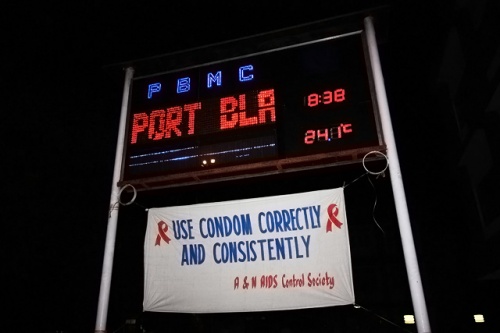 PBMC
PORT BLA
8:38
24.1°C
USE CONDOM CORRECTLY
AND CONSISTENTLY
A & N AIDS Control Society